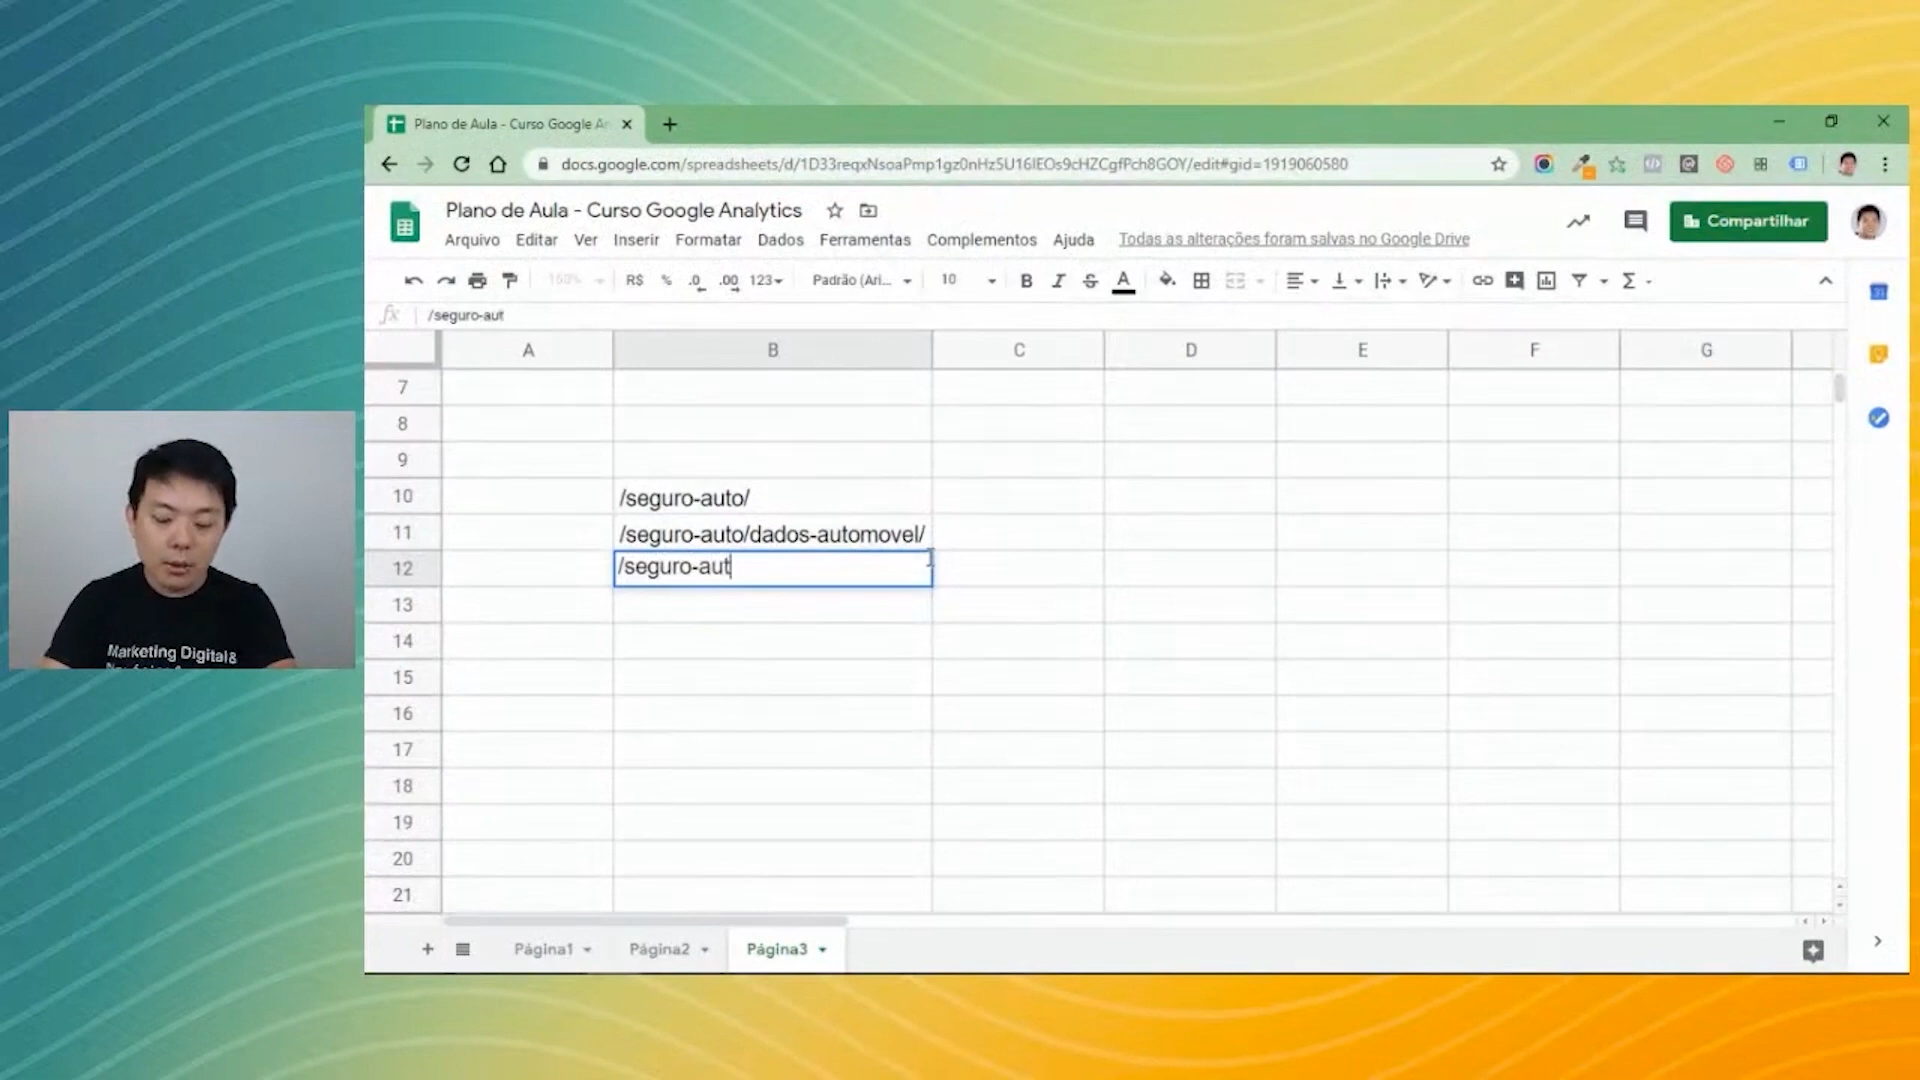 Plano de Aula - Curso Google An
docs.google.com/spreadsheets/d/1D33reqxNsoaPmp1gz0nHz5U16IEOs9cHZCgfPch8GOY/edit#gid=1919060580
Plano de Aula - Curso Google Analytics
Compartilhar
Arquivo Editar Ver Inserir Formatar Dados Ferramentas Complementos Ajuda Todas as alterações foram salvas no Google Drive
150% R$ % .0 .00 123 Padrão (Ari... 10 B I S A
fx /seguro-aut
A B C D E F G
7
8
9
10 /seguro-auto/
11 /seguro-auto/dados-automovel/
12 /seguro-aut
13
14
15
16
17
18
19
20
21
Marketing Digital &
Página1 Página2 Página3